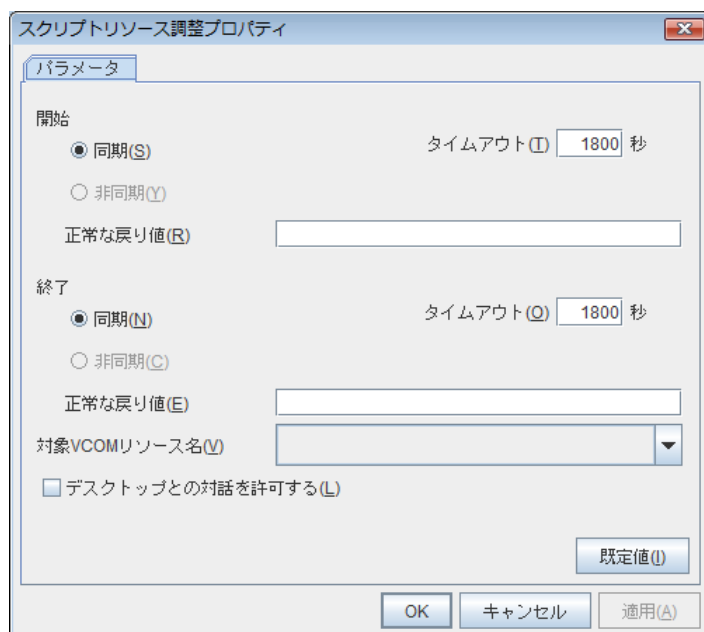 スクリプトリソース調整プロパティ
パラメータ
開始
同期(S)
タイムアウト(T) 1800 秒
非同期(Y)
正常な戻り値(R)
終了
同期(N)
タイムアウト(O) 1800 秒
非同期(C)
正常な戻り値(E)
対象VCOMリソース名(V)
デスクトップとの対話を許可する(L)
既定値(I)
OK キャンセル 適用(A)